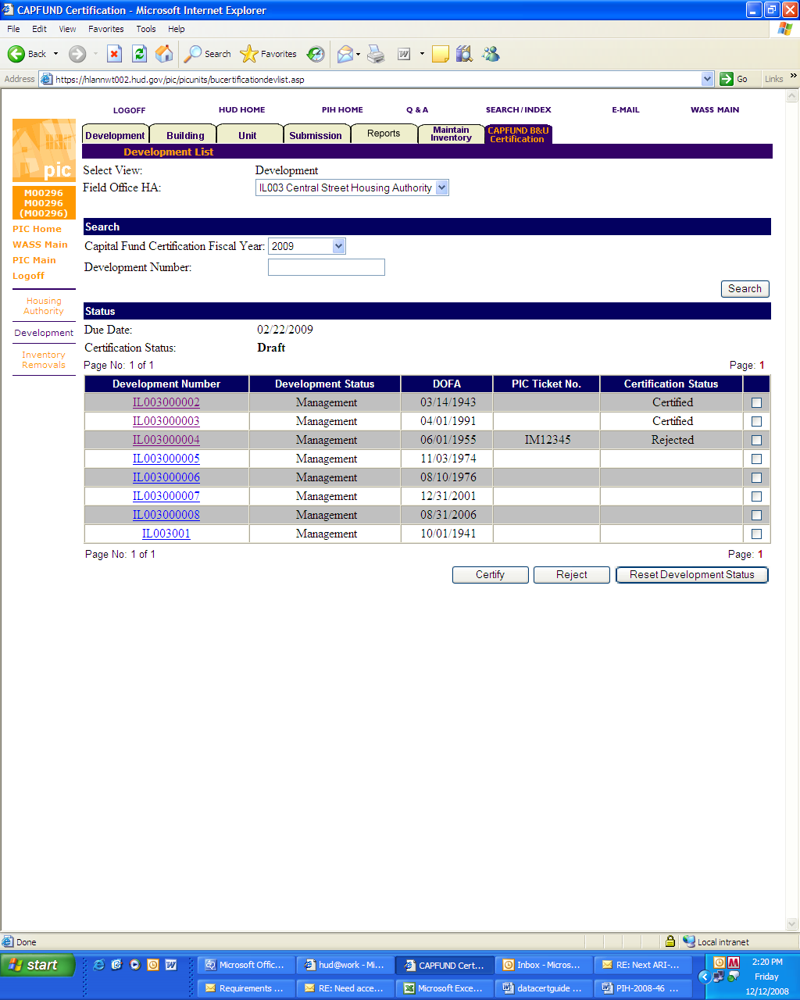 CAPFUND Certification - Microsoft Internet Explorer
File Edit View Favorites Tools Help
Back Search Favorites
Address https://hlannwt002.hud.gov/pic/picunits/bucertificationdevlist.asp Go Links »
LOGOFF HUD HOME PIH HOME Q & A SEARCH / INDEX E-MAIL WASS MAIN
Development Building Unit Submission Reports Maintain Inventory CAPFUND B&U Certification
pic
Development List
Select View: Development
Field Office HA: IL003 Central Street Housing Authority
M00296
M00296
(M00296)
PIC Home
WASS Main
PIC Main
Logoff
Housing
Authority
Development
Inventory
Removals
Search
Capital Fund Certification Fiscal Year: 2009
Development Number:
Search
Status
Due Date: 02/22/2009
Certification Status: Draft
Page No: 1 of 1 Page: 1
Development Number Development Status DOFA PIC Ticket No. Certification Status
IL003000002 Management 03/14/1943 Certified
IL003000003 Management 04/01/1991 Certified
IL003000004 Management 06/01/1955 IM12345 Rejected
IL003000005 Management 11/03/1974
IL003000006 Management 08/10/1976
IL003000007 Management 12/31/2001
IL003000008 Management 08/31/2006
IL003001 Management 10/01/1941
Page No: 1 of 1 Page: 1
Certify Reject Reset Development Status
Done Local intranet
start Microsoft Offic... hud@work - Mi... CAPFUND Cert... Inbox - Micros... RE: Next ARI-... 2:20 PM
Friday
Requirements ... RE: Need acce... Microsoft Exce... datacertguide ... PIH-2008-46 ... 12/12/2008